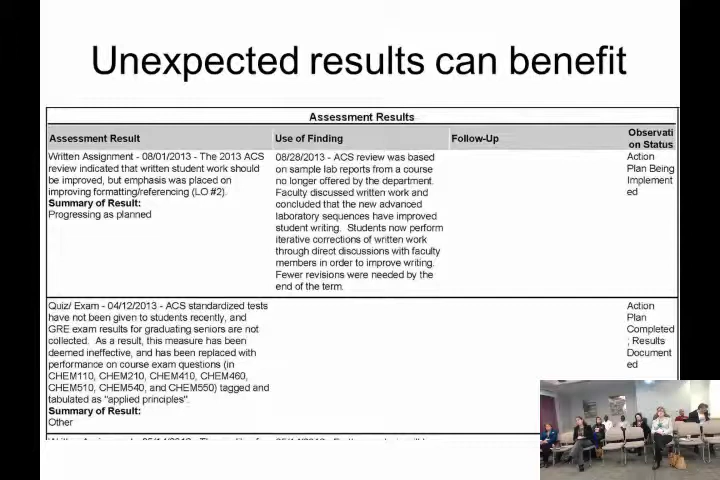 Unexpected results can benefit
Assessment Results
Assessment Result
Use of Finding
Follow-Up
Observati
on Status
Written Assignment - 08/01/2013 - The 2013 ACS
review indicated that written student work should
be improved, but emphasis was placed on
improving formatting/referencing (LO #2).
Summary of Result:
Progressing as planned
08/28/2013 - ACS review was based
on sample lab reports from a course
no longer offered by the department.
Faculty discussed written work and
concluded that the new advanced
laboratory sequences have improved
student writing. Students now perform
iterative corrections of written work
through direct discussions with faculty
members in order to improve writing.
Fewer revisions were needed by the
end of the term.
Action
Plan Being
Implement
ed
Quiz/ Exam - 04/12/2013 - ACS standardized tests
have not been given to students recently, and
GRE exam results for graduating seniors are not
collected. As a result, this measure has been
deemed ineffective, and has been replaced with
performance on course exam questions (in
CHEM110, CHEM210, CHEM410, CHEM460,
CHEM510, CHEM540, and CHEM550) tagged and
tabulated as "applied principles".
Summary of Result:
Other
Action
Plan
Completed
; Results
Document
ed